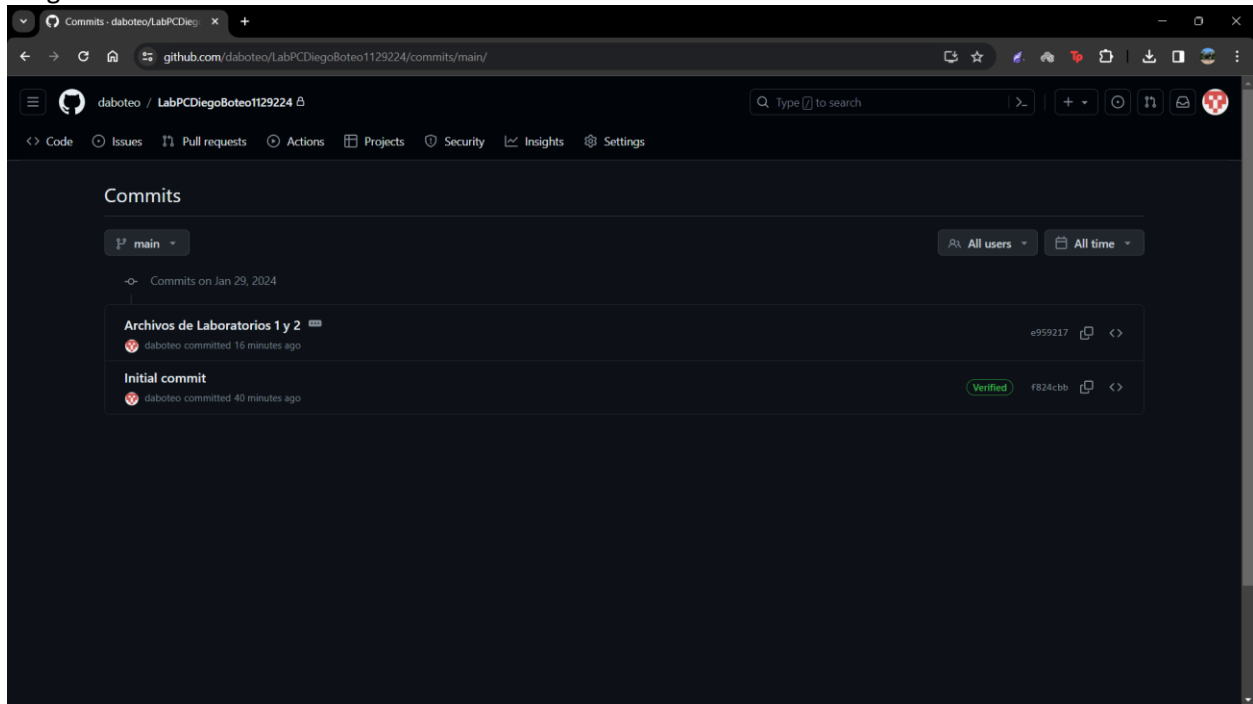 Commits · daboteo/LabPCDieg
github.com/daboteo/LabPCDiegoBoteo1129224/commits/main/
daboteo / LabPCDiegoBoteo1129224
Type / to search
Code Issues Pull requests Actions Projects Security Insights Settings
Commits
main All users All time
Commits on Jan 29, 2024
Archivos de Laboratorios 1 y 2
e959217
daboteo committed 16 minutes ago
Initial commit
Verified f824cbb
daboteo committed 40 minutes ago